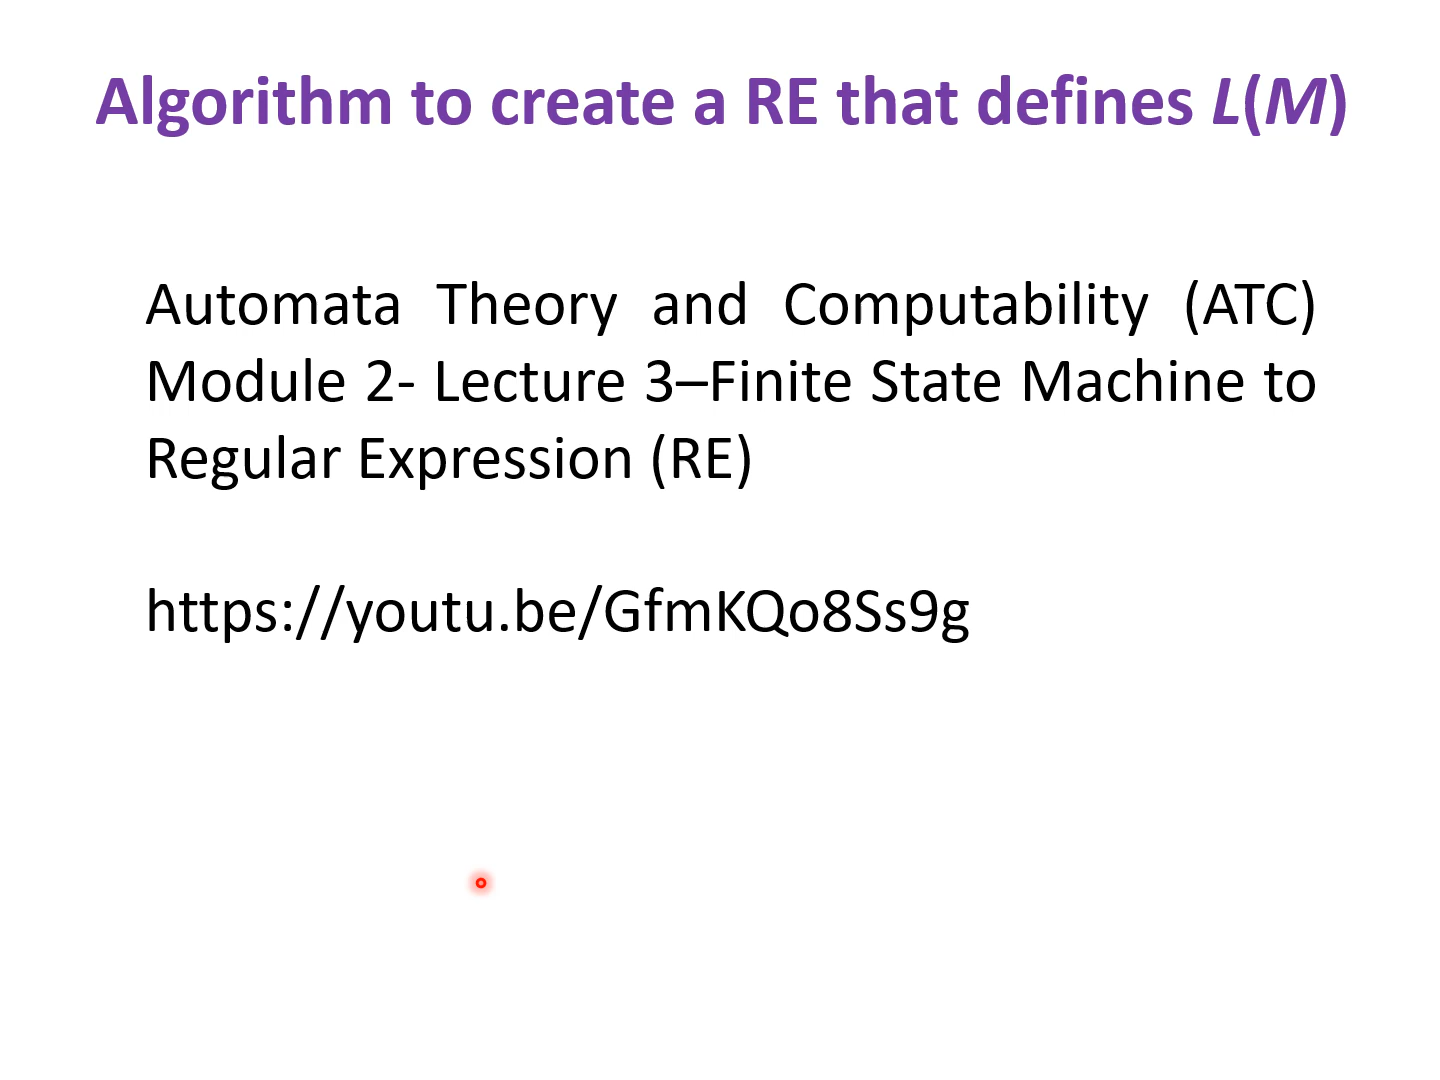 Algorithm to create a RE that defines L(M)
Automata Theory and Computability (ATC)
Module 2- Lecture 3–Finite State Machine to
Regular Expression (RE)
https://youtu.be/GfmKQo8Ss9g